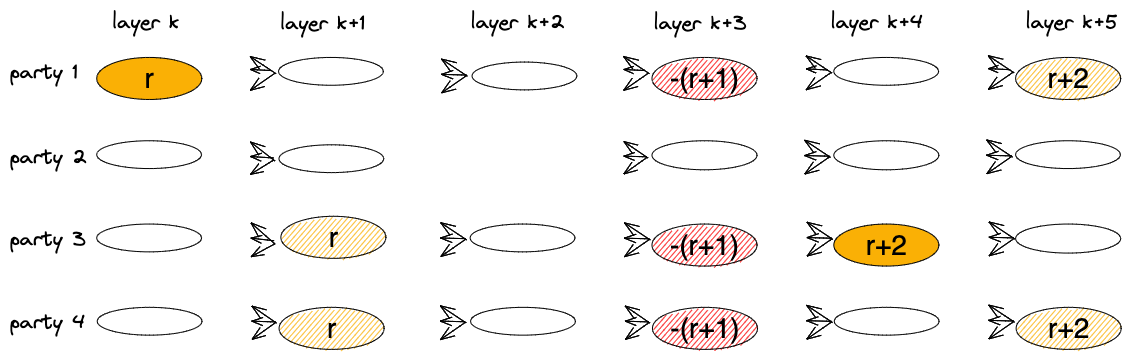 layer k layer k+1 layer k+2 layer k+3 layer k+4 layer k+5
party 1 r -(r+1) r+2
party 2
party 3 r -(r+1) r+2
party 4 r -(r+1) r+2